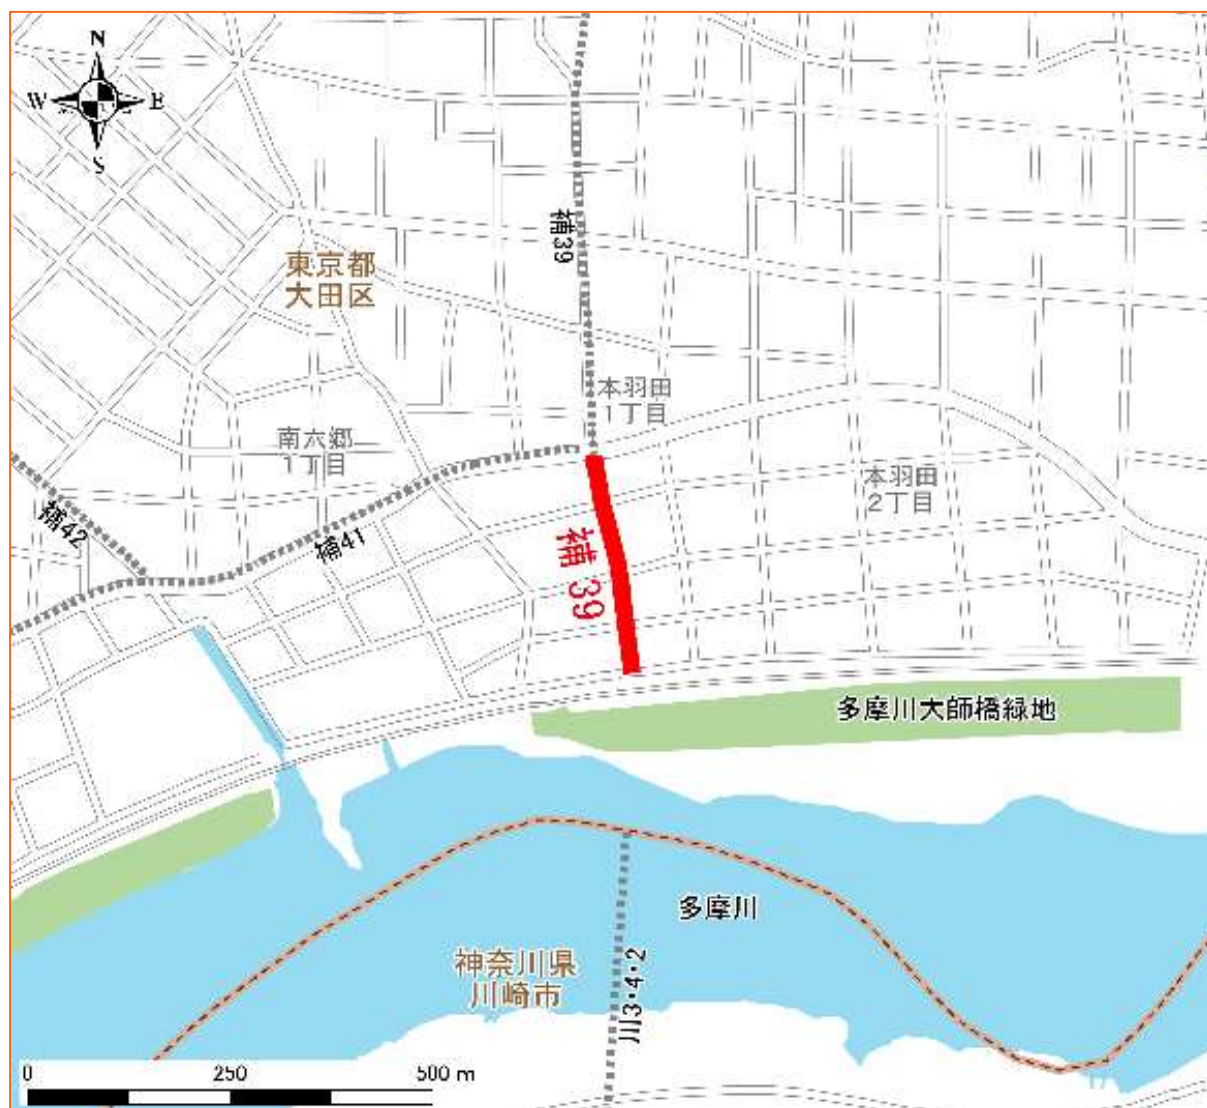 N
W
E
S
補39
東京都
大田区
本羽田
1丁目
南六郷
1丁目
本羽田
2丁目
補42
補41
補 39
多摩川大師橋緑地
多摩川
神奈川県
川崎市
川3・4・2
0 250 500 m